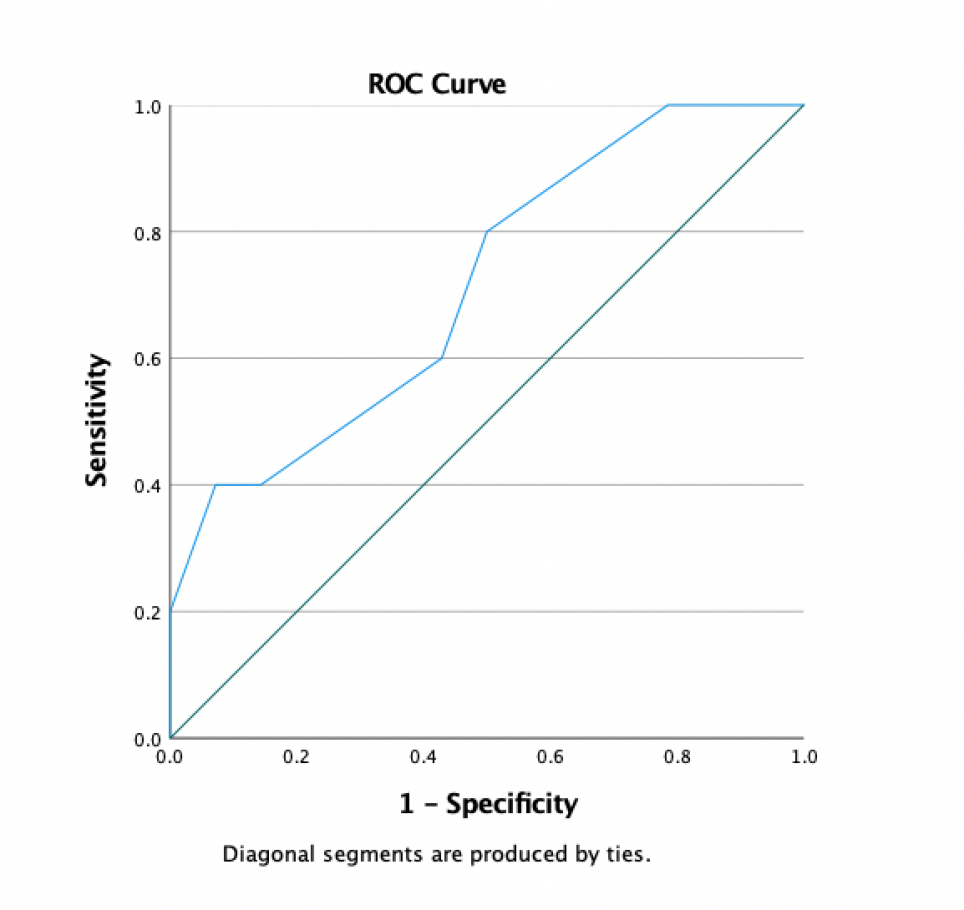 ROC Curve
1.0
0.8
0.6
0.4
0.2
0.0
Sensitivity
0.0 0.2 0.4 0.6 0.8 1.0
1 – Specificity
Diagonal segments are produced by ties.